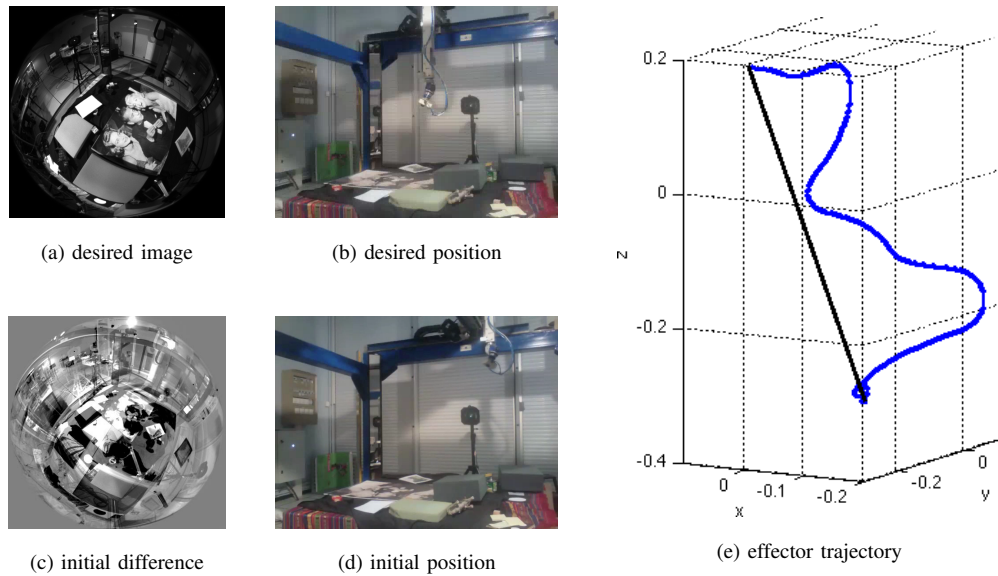 (a) desired image
(b) desired position
(c) initial difference
(d) initial position
0.2
0
-0.2
-0.4
z
0
-0.1
-0.2
x
-0.2
0
y
(e) effector trajectory